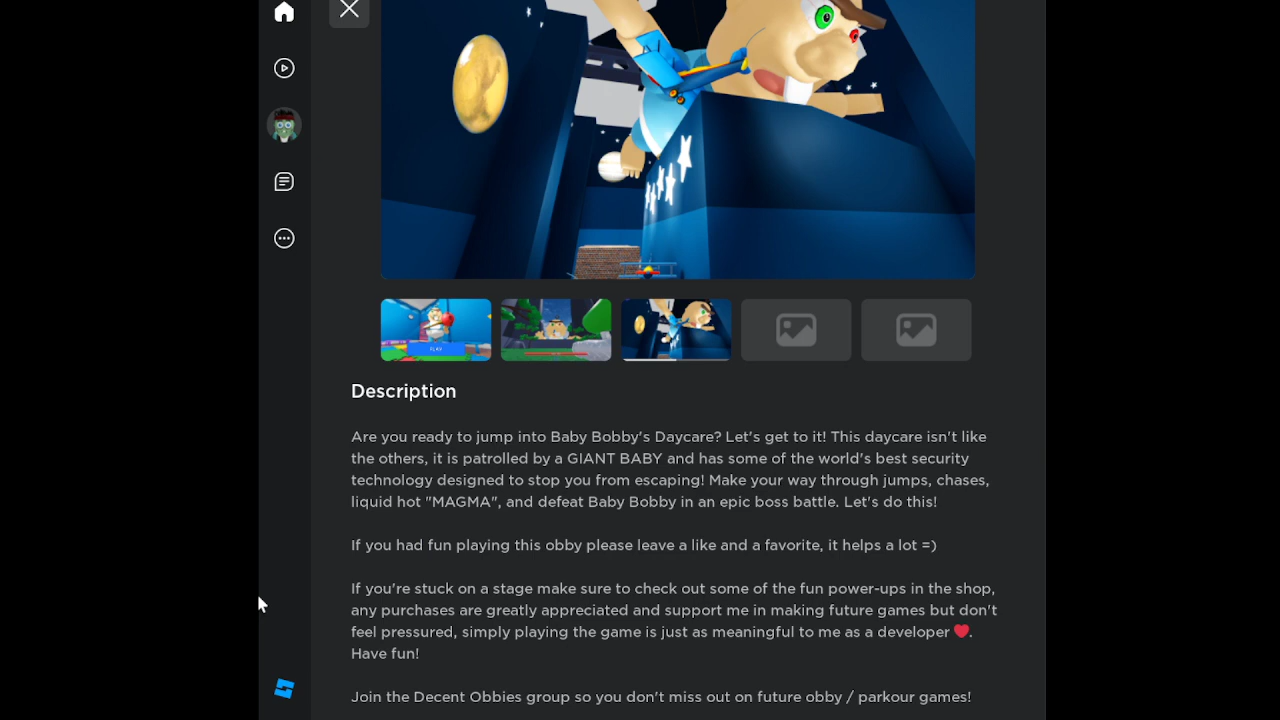 Description
Are you ready to jump into Baby Bobby's Daycare? Let's get to it! This daycare isn't like
the others, it is patrolled by a GIANT BABY and has some of the world's best security
technology designed to stop you from escaping! Make your way through jumps, chases,
liquid hot "MAGMA", and defeat Baby Bobby in an epic boss battle. Let's do this!
If you had fun playing this obby please leave a like and a favorite, it helps a lot =)
If you're stuck on a stage make sure to check out some of the fun power-ups in the shop,
any purchases are greatly appreciated and support me in making future games but don't
feel pressured, simply playing the game is just as meaningful to me as a developer ❤️.
Have fun!
Join the Decent Obbies group so you don't miss out on future obby / parkour games!